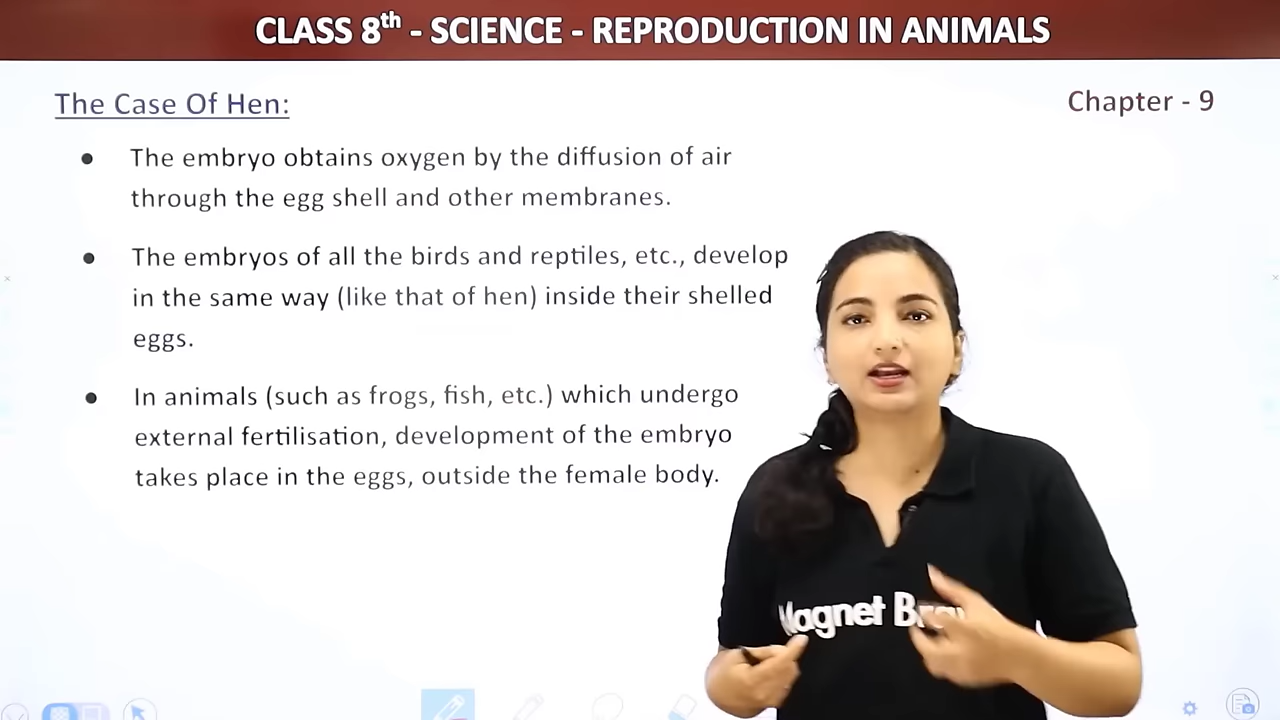 CLASS 8th - SCIENCE - REPRODUCTION IN ANIMALS
The Case Of Hen:
Chapter - 9
● The embryo obtains oxygen by the diffusion of air
through the egg shell and other membranes.
● The embryos of all the birds and reptiles, etc., develop
in the same way (like that of hen) inside their shelled
eggs.
● In animals (such as frogs, fish, etc.) which undergo
external fertilisation, development of the embryo
takes place in the eggs, outside the female body.
Magnet